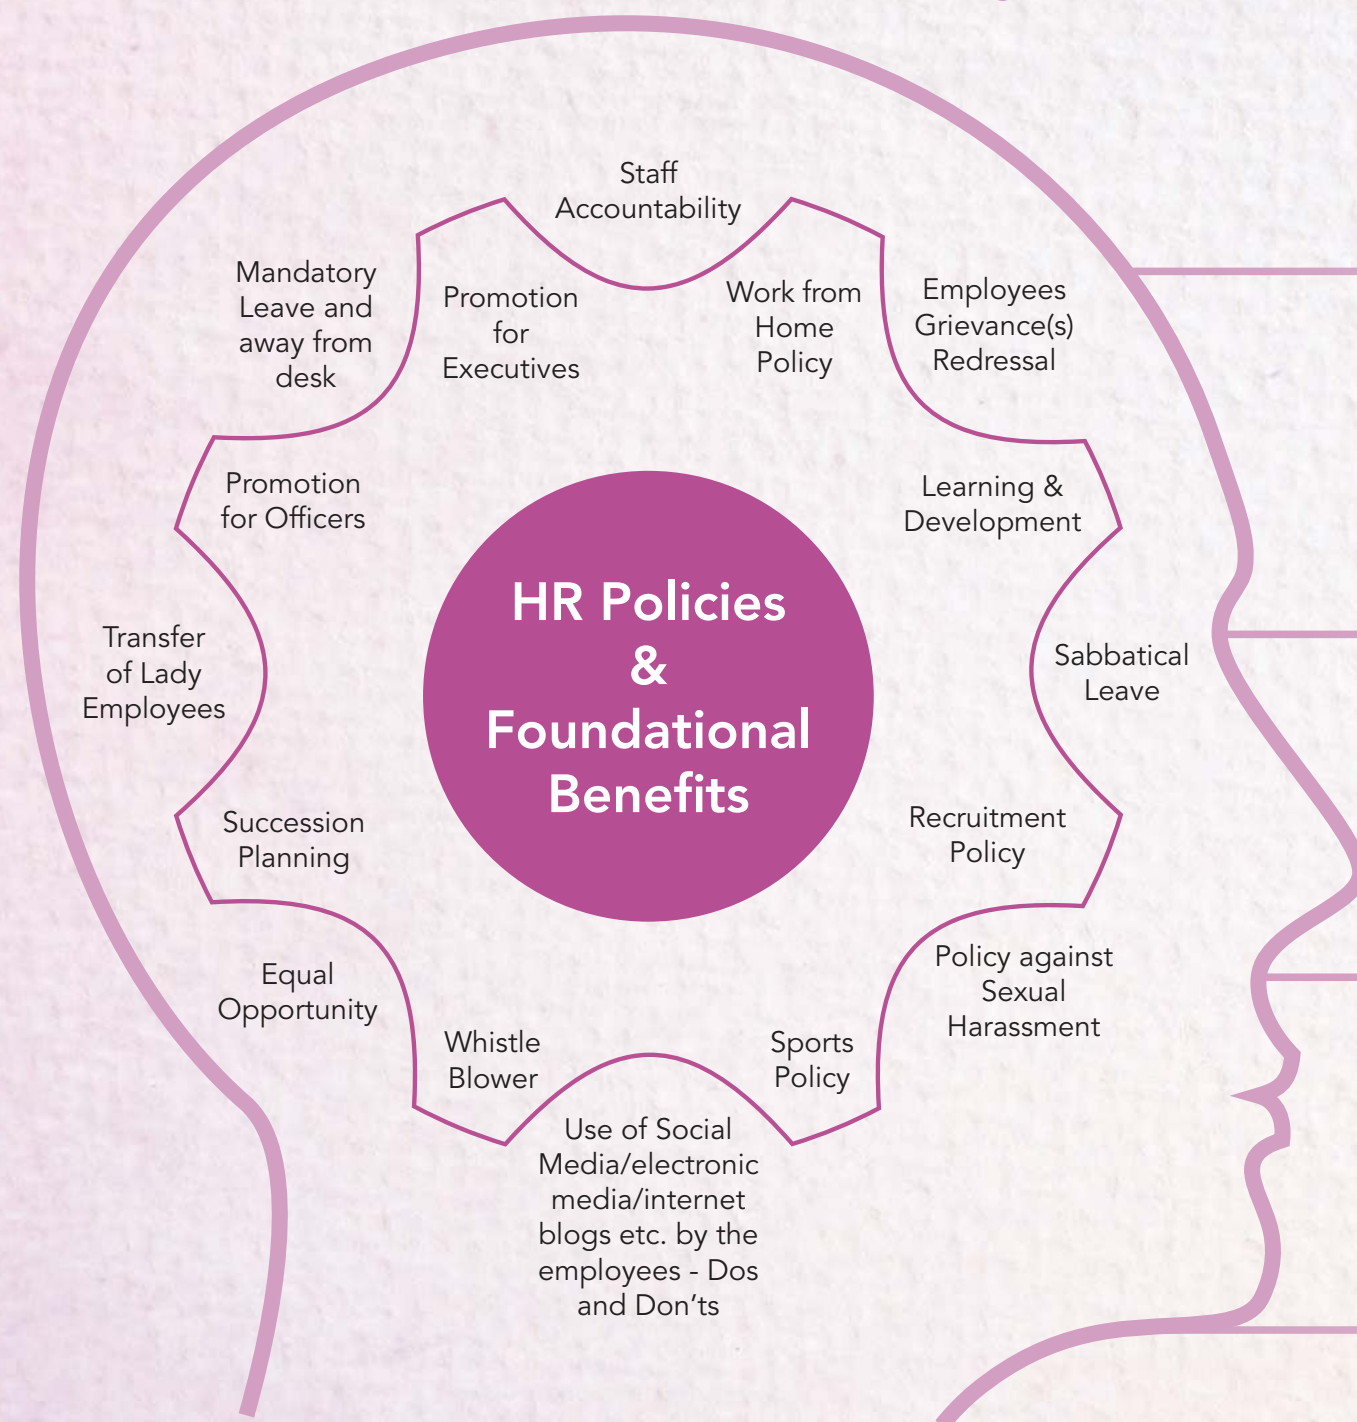 Staff
Accountability
Mandatory
Leave and
away from
desk
Promotion
for
Executives
Work from
Home
Policy
Employees
Grievance(s)
Redressal
Promotion
for Officers
Learning &
Development
HR Policies
&
Foundational
Benefits
Transfer
of Lady
Employees
Sabbatical
Leave
Succession
Planning
Recruitment
Policy
Equal
Opportunity
Policy against
Sexual
Harassment
Whistle
Blower
Sports
Policy
Use of Social
Media/electronic
media/internet
blogs etc. by the
employees - Dos
and Don’ts